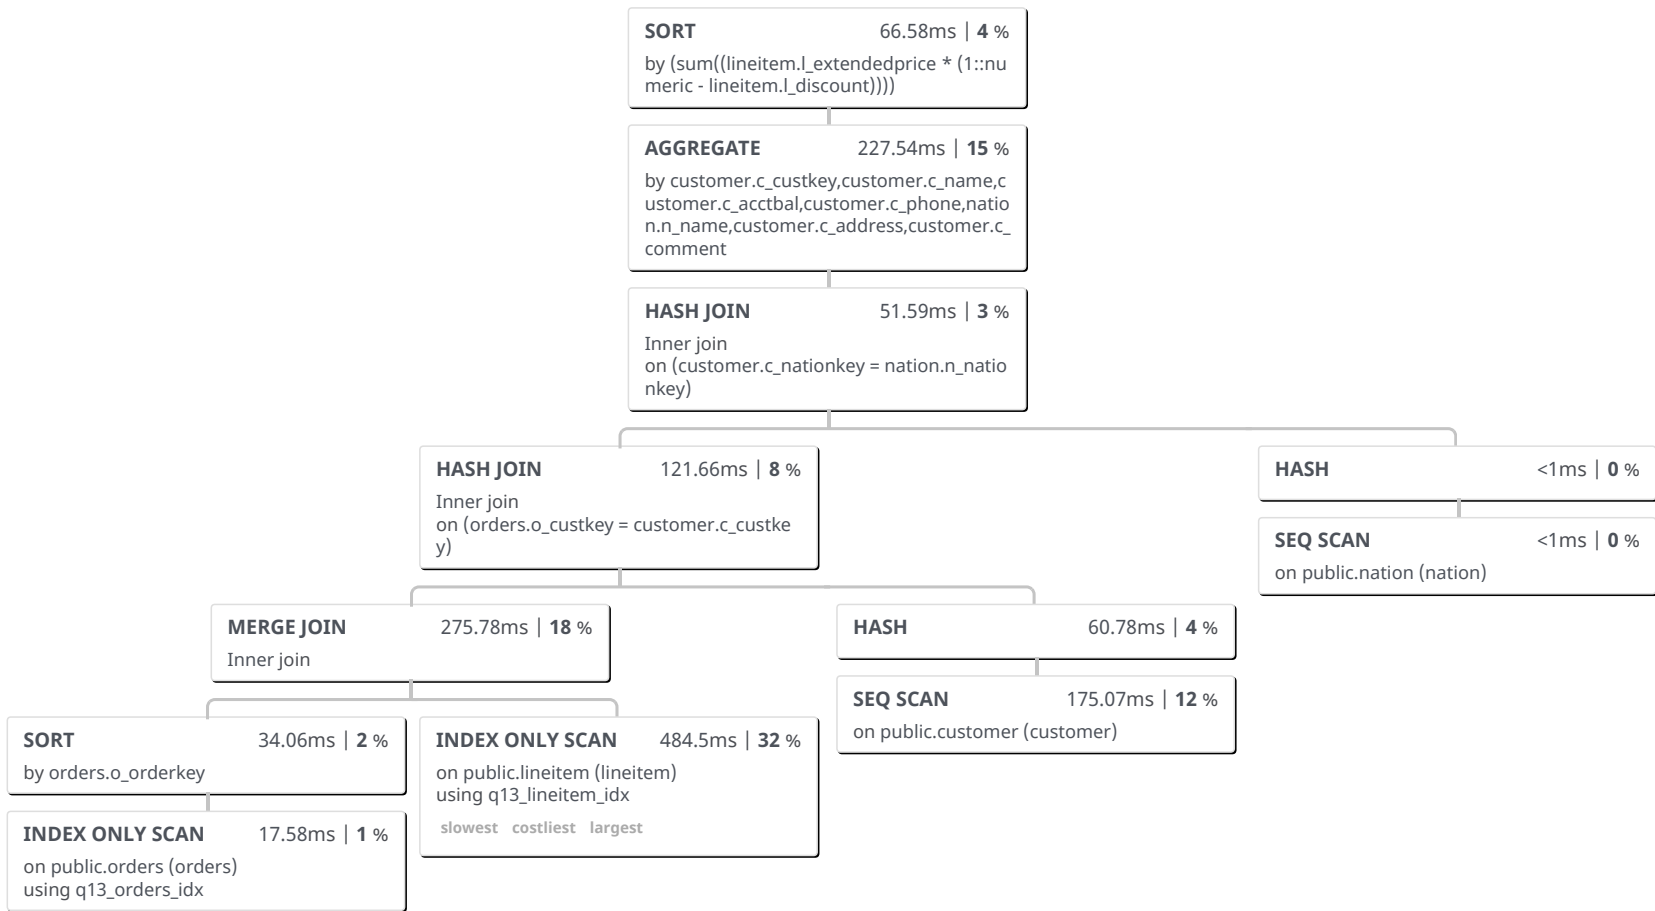 SORT 66.58ms | 4 %
by (sum((lineitem.l_extendedprice * (1::nu
meric - lineitem.l_discount))))
AGGREGATE 227.54ms | 15 %
by customer.c_custkey,customer.c_name,c
ustomer.c_acctbal,customer.c_phone,natio
n.n_name,customer.c_address,customer.c_
comment
HASH JOIN 51.59ms | 3 %
Inner join
on (customer.c_nationkey = nation.n_natio
nkey)
HASH JOIN 121.66ms | 8 %
Inner join
on (orders.o_custkey = customer.c_custke
y)
HASH <1ms | 0 %
SEQ SCAN <1ms | 0 %
on public.nation (nation)
MERGE JOIN 275.78ms | 18 %
Inner join
HASH 60.78ms | 4 %
SEQ SCAN 175.07ms | 12 %
on public.customer (customer)
SORT 34.06ms | 2 %
by orders.o_orderkey
INDEX ONLY SCAN 17.58ms | 1 %
on public.orders (orders)
using q13_orders_idx
INDEX ONLY SCAN 484.5ms | 32 %
on public.lineitem (lineitem)
using q13_lineitem_idx
slowest costliest largest